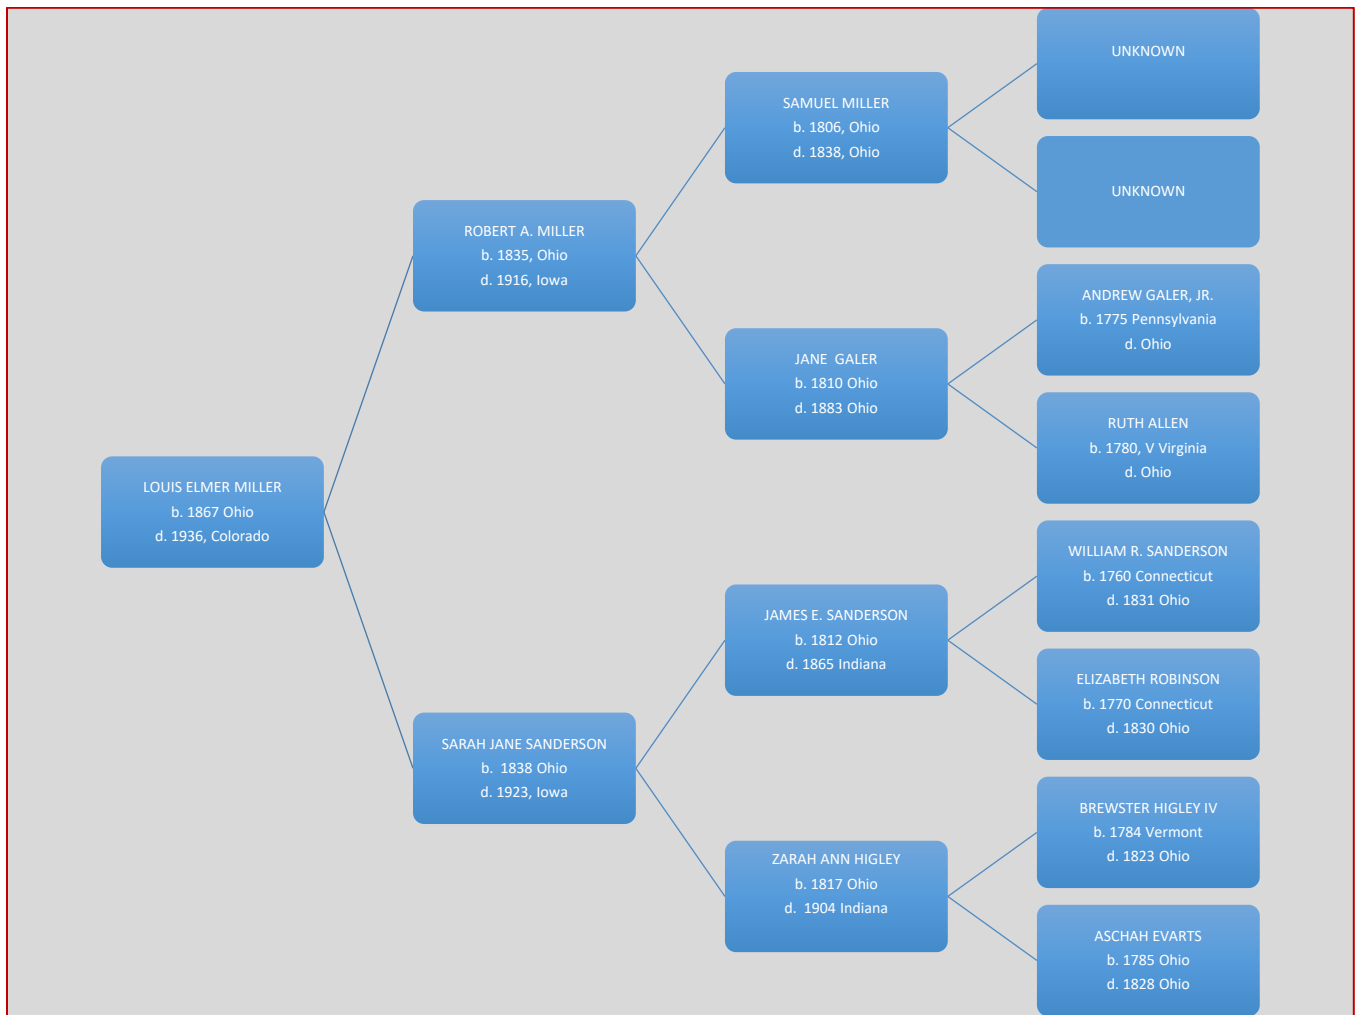 LOUIS ELMER MILLER
b. 1867 Ohio
d. 1936, Colorado
ROBERT A. MILLER
b. 1835, Ohio
d. 1916, Iowa
SARAH JANE SANDERSON
b.  1838 Ohio
d. 1923, Iowa
SAMUEL MILLER
b. 1806, Ohio
d. 1838, Ohio
JANE  GALER
b. 1810 Ohio
d. 1883 Ohio
JAMES E. SANDERSON
b. 1812 Ohio
d. 1865 Indiana
ZARAH ANN HIGLEY
b. 1817 Ohio
d.  1904 Indiana
UNKNOWN
UNKNOWN
ANDREW GALER, JR.
b. 1775 Pennsylvania
d. Ohio
RUTH ALLEN
b. 1780, V Virginia
d. Ohio
WILLIAM R. SANDERSON
b. 1760 Connecticut
d. 1831 Ohio
ELIZABETH ROBINSON
b. 1770 Connecticut
d. 1830 Ohio
BREWSTER HIGLEY IV
b. 1784 Vermont
d. 1823 Ohio
ASCHAH EVARTS
b. 1785 Ohio
d. 1828 Ohio